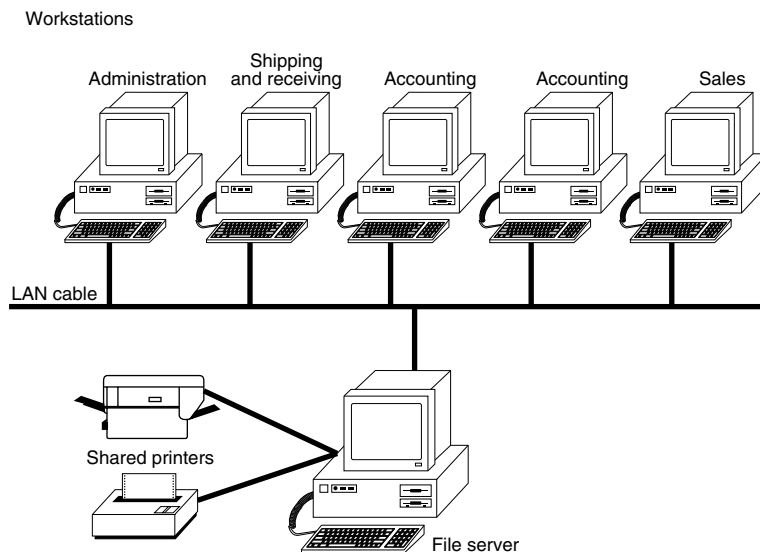 Workstations
Administration
Shipping
and receiving
Accounting
Accounting
Sales
LAN cable
Shared printers
File server